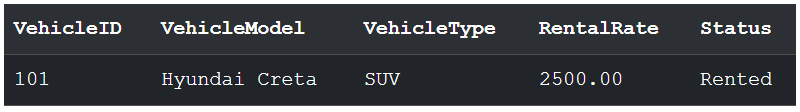 VehicleID VehicleModel VehicleType RentalRate Status
101 Hyundai Creta SUV 2500.00 Rented